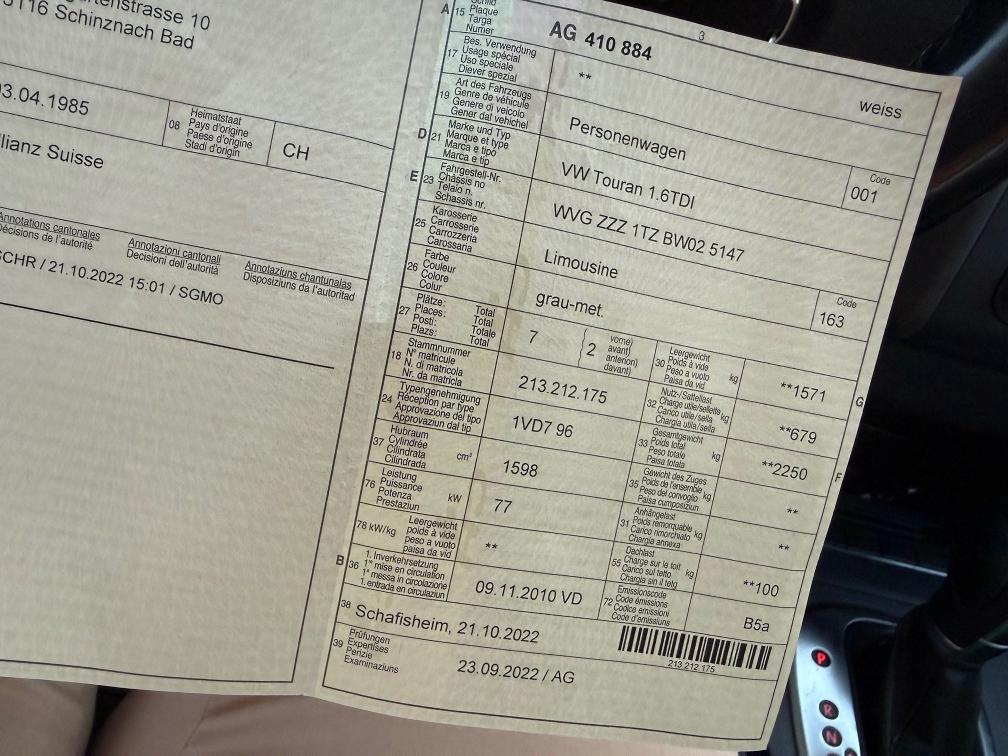 5116 Schinznach Bad
3.04.1985
08
Heimatstaat
Pays d'origine
Paese d'origine
Stadi d'origin
CH
Allianz Suisse
Annotations cantonales
Décisions de l'autorité
Annotazioni cantonali
Decisioni dell'autorità
Annotaziuns chantunalas
Disposiziuns da l'autoritad
SCHR / 21.10.2022 15:01 / SGMO
3
A
15
Schild
Plaque
Targa
Numer
AG 410 884
weiss
17
Bes. Verwendung
Usage spécial
Uso speciale
Diever spezial
**
19
Art des Fahrzeugs
Genre de véhicule
Genere di veicolo
Gener dal vehichel
Personenwagen
Code
001
D
21
Marke und Typ
Marque et type
Marca e tipo
Marca e tip
VW Touran 1.6TDI
E
23
Fahrgestell-Nr.
Châssis no
Telaio n.
Schassis nr.
WVG ZZZ 1TZ BW02 5147
25
Karosserie
Carrosserie
Carrozzeria
Carossaria
Limousine
Code
163
26
Farbe
Couleur
Colore
Colur
grau-met.
27
Plätze: Total
Places: Total
Posti: Totale
Plazs: Total
7
2
vorne)
avant)
anteriori)
davant)
30
Leergewicht
Poids à vide
Peso a vuoto
Paisa da vid
kg
**1571
G
18
Stammnummer
N° matricule
N. di matricola
Nr. da matricla
213.212.175
32
Nutz-/Sattellast
Charge utile/sellette
Carico utile/sella
Chargia utila/sella
kg
**679
24
Typengenehmigung
Réception par type
Approvazione del tipo
Approvaziun dal tip
1VD7 96
33
Gesamtgewicht
Poids total
Peso totale
Paisa totala
kg
**2250
F
37
Hubraum
Cylindrée
Cilindrata
Cilindrada
cm³
1598
35
Gewicht des Zuges
Poids de l'ensemble
Peso del convoglio
Paisa cumposiziun
kg
**
76
Leistung
Puissance
Potenza
Prestaziun
kW
77
31
Anhängelast
Poids remorquable
Carico rimorchiato
Chargia annexa
kg
**
78 kW/kg
Leergewicht
poids à vide
peso a vuoto
paisa da vid
**
55
Dachlast
Charge sur le toit
Carico sul tetto
Chargia sin il tetg
kg
**100
B
36
1. Inverkehrsetzung
1re mise en circulation
1a messa in circolazione
1. entrada en circulaziun
09.11.2010 VD
72
Emissionscode
Code émissions
Codice emissioni
Code d'emissiuns
B5a
38
Schafisheim, 21.10.2022
213 212 175
39
Prüfungen
Expertises
Perizie
Examinaziuns
23.09.2022 / AG
P
R
N